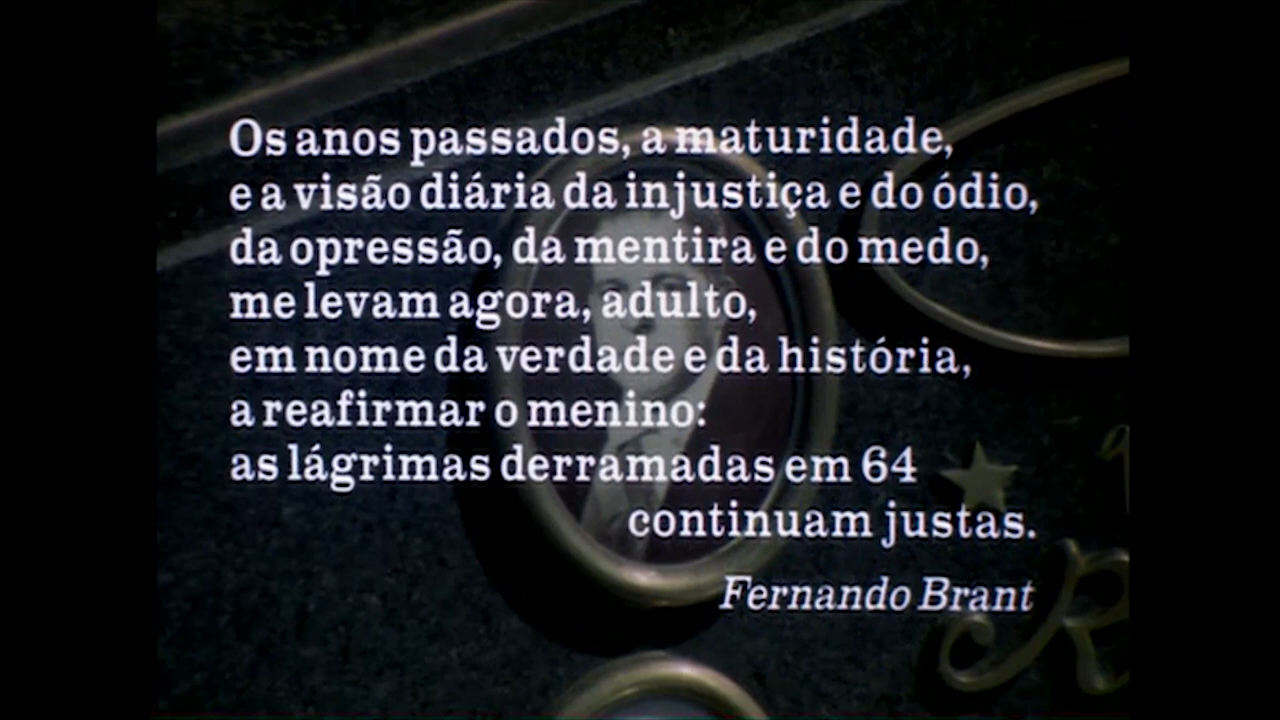 Os anos passados, a maturidade,
e a visão diária da injustiça e do ódio,
da opressão, da mentira e do medo,
me levam agora, adulto,
em nome da verdade e da história,
a reafirmar o menino:
as lágrimas derramadas em 64
continuam justas.
Fernando Brant